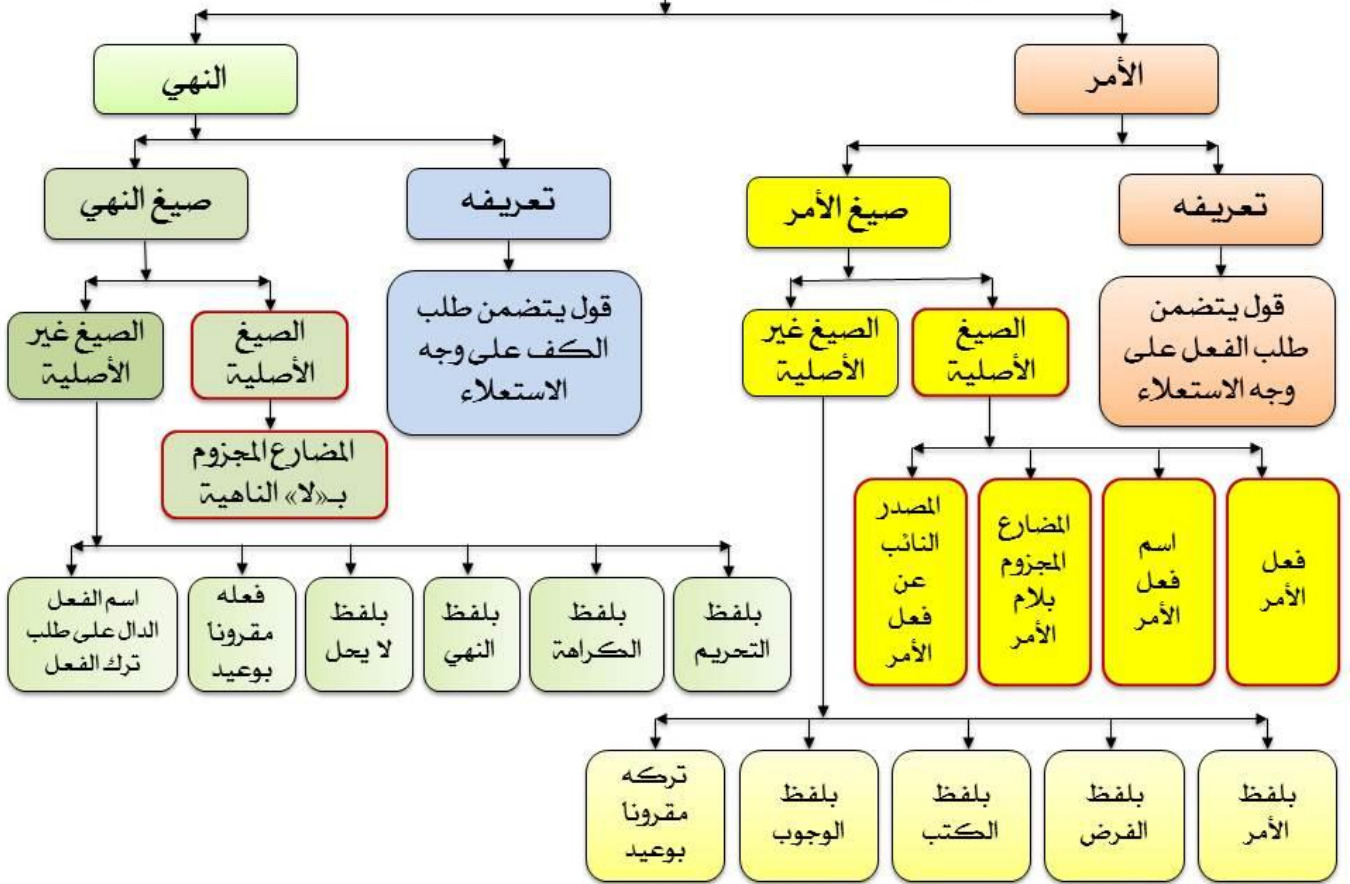 الأمر
النهي
تعريفه
صيغ الأمر
تعريفه
صيغ النهي
قول يتضمن
طلب الفعل على
وجه الاستعلاء
الصيغ
الأصلية
الصيغ غير
الأصلية
قول يتضمن طلب
الكف على وجه
الاستعلاء
الصيغ
الأصلية
الصيغ غير
الأصلية
المضارع المجزوم
بـ«لا» الناهية
فعل
الأمر
اسم
فعل
الأمر
المضارع
المجزوم
بلام
الأمر
المصدر
النائب
عن
فعل
الأمر
بلفظ
التحريم
بلفظ
الكراهة
بلفظ
النهي
بلفظ
لا يحل
فعله
مقرونا
بوعيد
اسم الفعل
الدال على طلب
ترك الفعل
بلفظ
الأمر
بلفظ
الفرض
بلفظ
الكتب
بلفظ
الوجوب
تركه
مقرونا
بوعيد